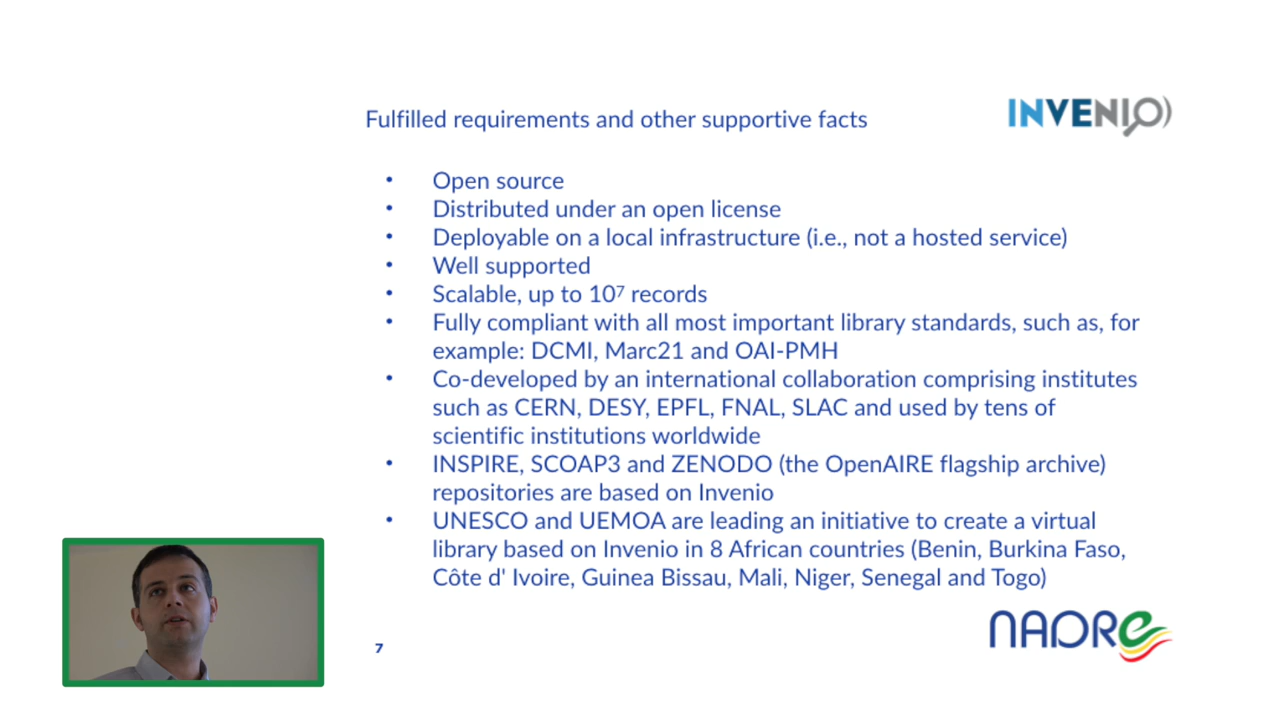 Fulfilled requirements and other supportive facts
INVENIO
• Open source
• Distributed under an open license
• Deployable on a local infrastructure (i.e., not a hosted service)
• Well supported
• Scalable, up to 10⁷ records
• Fully compliant with all most important library standards, such as, for
example: DCMI, Marc21 and OAI-PMH
• Co-developed by an international collaboration comprising institutes
such as CERN, DESY, EPFL, FNAL, SLAC and used by tens of
scientific institutions worldwide
• INSPIRE, SCOAP3 and ZENODO (the OpenAIRE flagship archive)
repositories are based on Invenio
• UNESCO and UEMOA are leading an initiative to create a virtual
library based on Invenio in 8 African countries (Benin, Burkina Faso,
Côte d' Ivoire, Guinea Bissau, Mali, Niger, Senegal and Togo)
7
NADRe